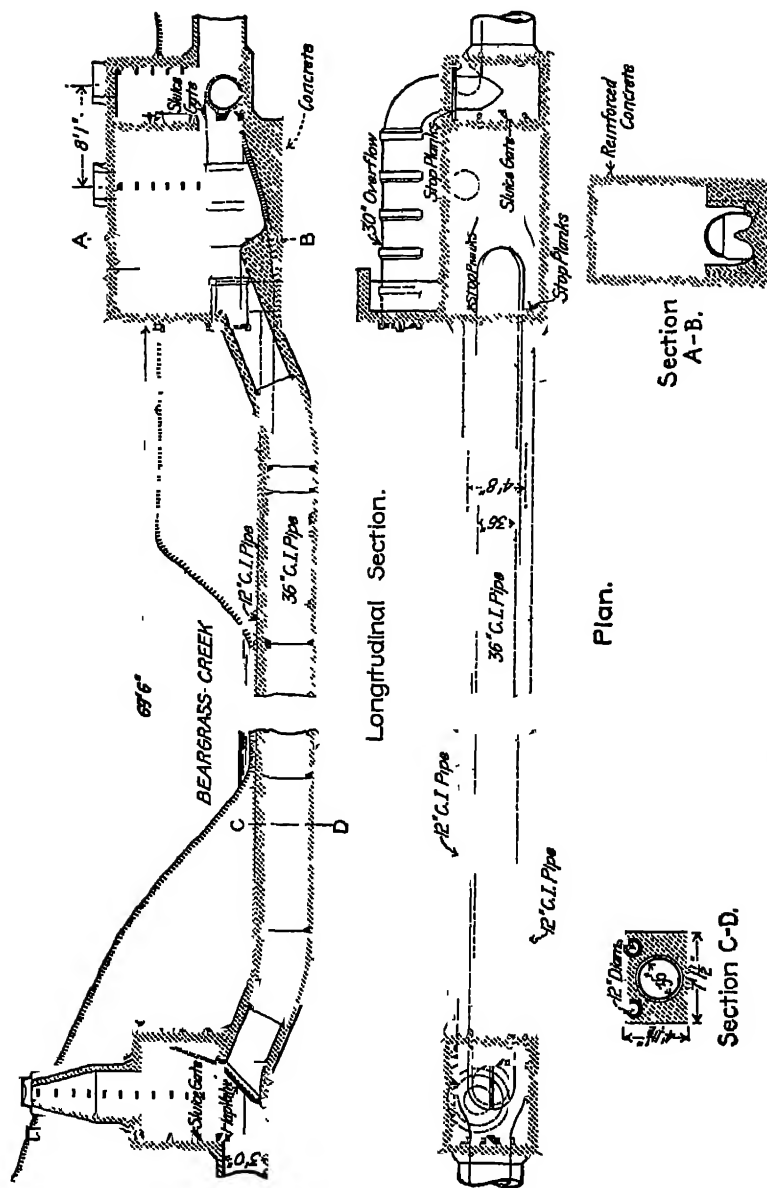 8'1"
Sluice
Gate
A
B
Concrete
69'6"
BEARGRASS CREEK
12" C.I. Pipe
36" C.I. Pipe
C
D
Sluice Gate
3'0"
Longitudinal Section.
30" Overflow
Stop Planks
Sluice Gate
Stop Planks
Stop Planks
4'8"
36"
36" C.I. Pipe
12" C.I. Pipe
12" C.I. Pipe
Plan.
Reinforced
Concrete
Section
A-B.
12" Diam.
Section C-D.